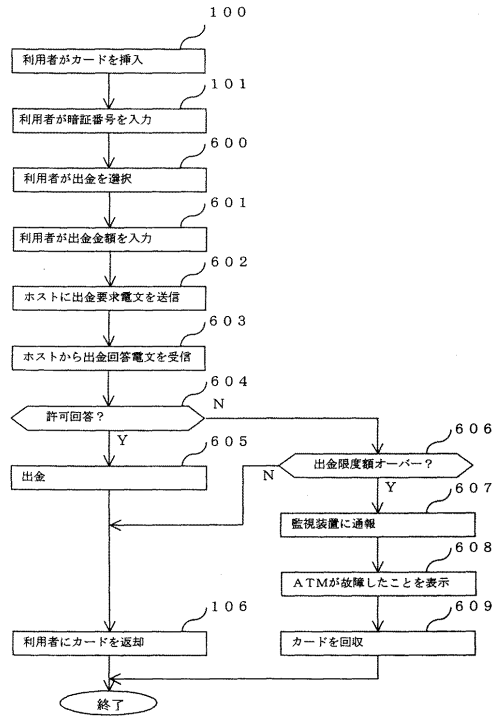 100
利用者がカードを挿入
101
利用者が暗証番号を入力
600
利用者が出金を選択
601
利用者が出金金額を入力
602
ホストに出金要求電文を送信
603
ホストから出金回答電文を受信
604
許可回答?
N
Y
605
出金
606
出金限度額オーバー?
N
Y
607
監視装置に通報
608
ATMが故障したことを表示
106
利用者にカードを返却
609
カードを回収
終了